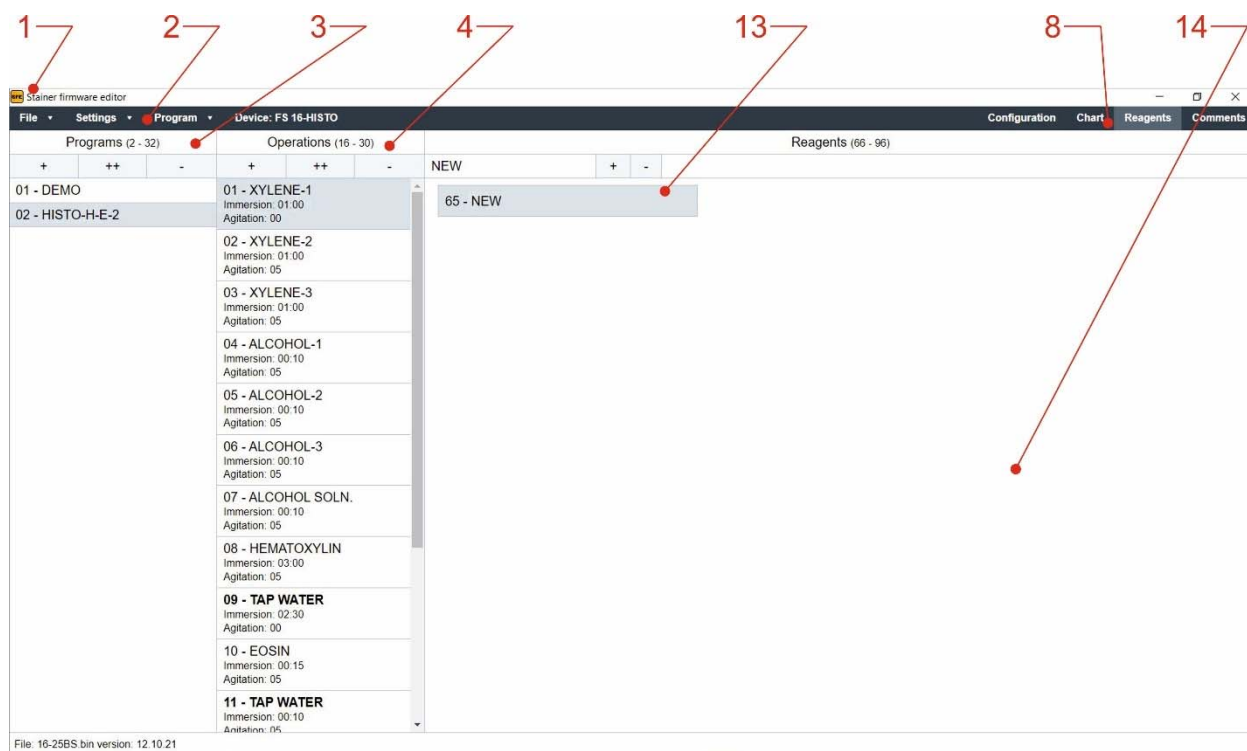 1 2 3 4 13 8 14
BFK Stainer firmware editor
File Settings Program Device: FS 16-HISTO Configuration Chart Reagents Comments
Programs (2 - 32) Operations (16 - 30) Reagents (66 - 96)
+ ++ - + ++ - NEW + -
01 - DEMO
02 - HISTO-H-E-2
01 - XYLENE-1
Immersion: 01:00
Agitation: 00
02 - XYLENE-2
Immersion: 01:00
Agitation: 05
03 - XYLENE-3
Immersion: 01:00
Agitation: 05
04 - ALCOHOL-1
Immersion: 00:10
Agitation: 05
05 - ALCOHOL-2
Immersion: 00:10
Agitation: 05
06 - ALCOHOL-3
Immersion: 00:10
Agitation: 05
07 - ALCOHOL SOLN.
Immersion: 00:10
Agitation: 05
08 - HEMATOXYLIN
Immersion: 03:00
Agitation: 05
09 - TAP WATER
Immersion: 02:30
Agitation: 00
10 - EOSIN
Immersion: 00:15
Agitation: 05
11 - TAP WATER
Immersion: 00:10
Agitation: 05
65 - NEW
File: 16-25BS.bin version: 12.10.21